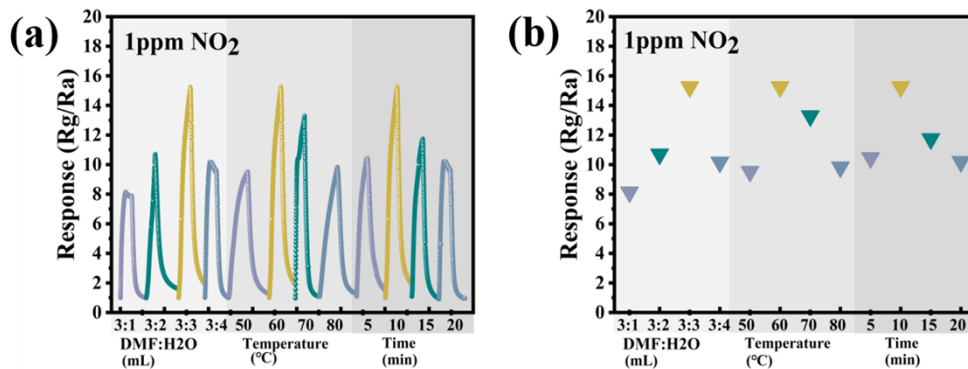 (a)
1ppm NO2
Response (Rg/Ra)
20
18
16
14
12
10
8
6
4
2
0
3:1 3:2 3:3 3:4 50 60 70 80 5 10 15 20
DMF:H2O Temperature Time
(mL) (°C) (min)
(b)
1ppm NO2
Response (Rg/Ra)
20
18
16
14
12
10
8
6
4
2
0
3:1 3:2 3:3 3:4 50 60 70 80 5 10 15 20
DMF:H2O Temperature Time
(mL) (°C) (min)